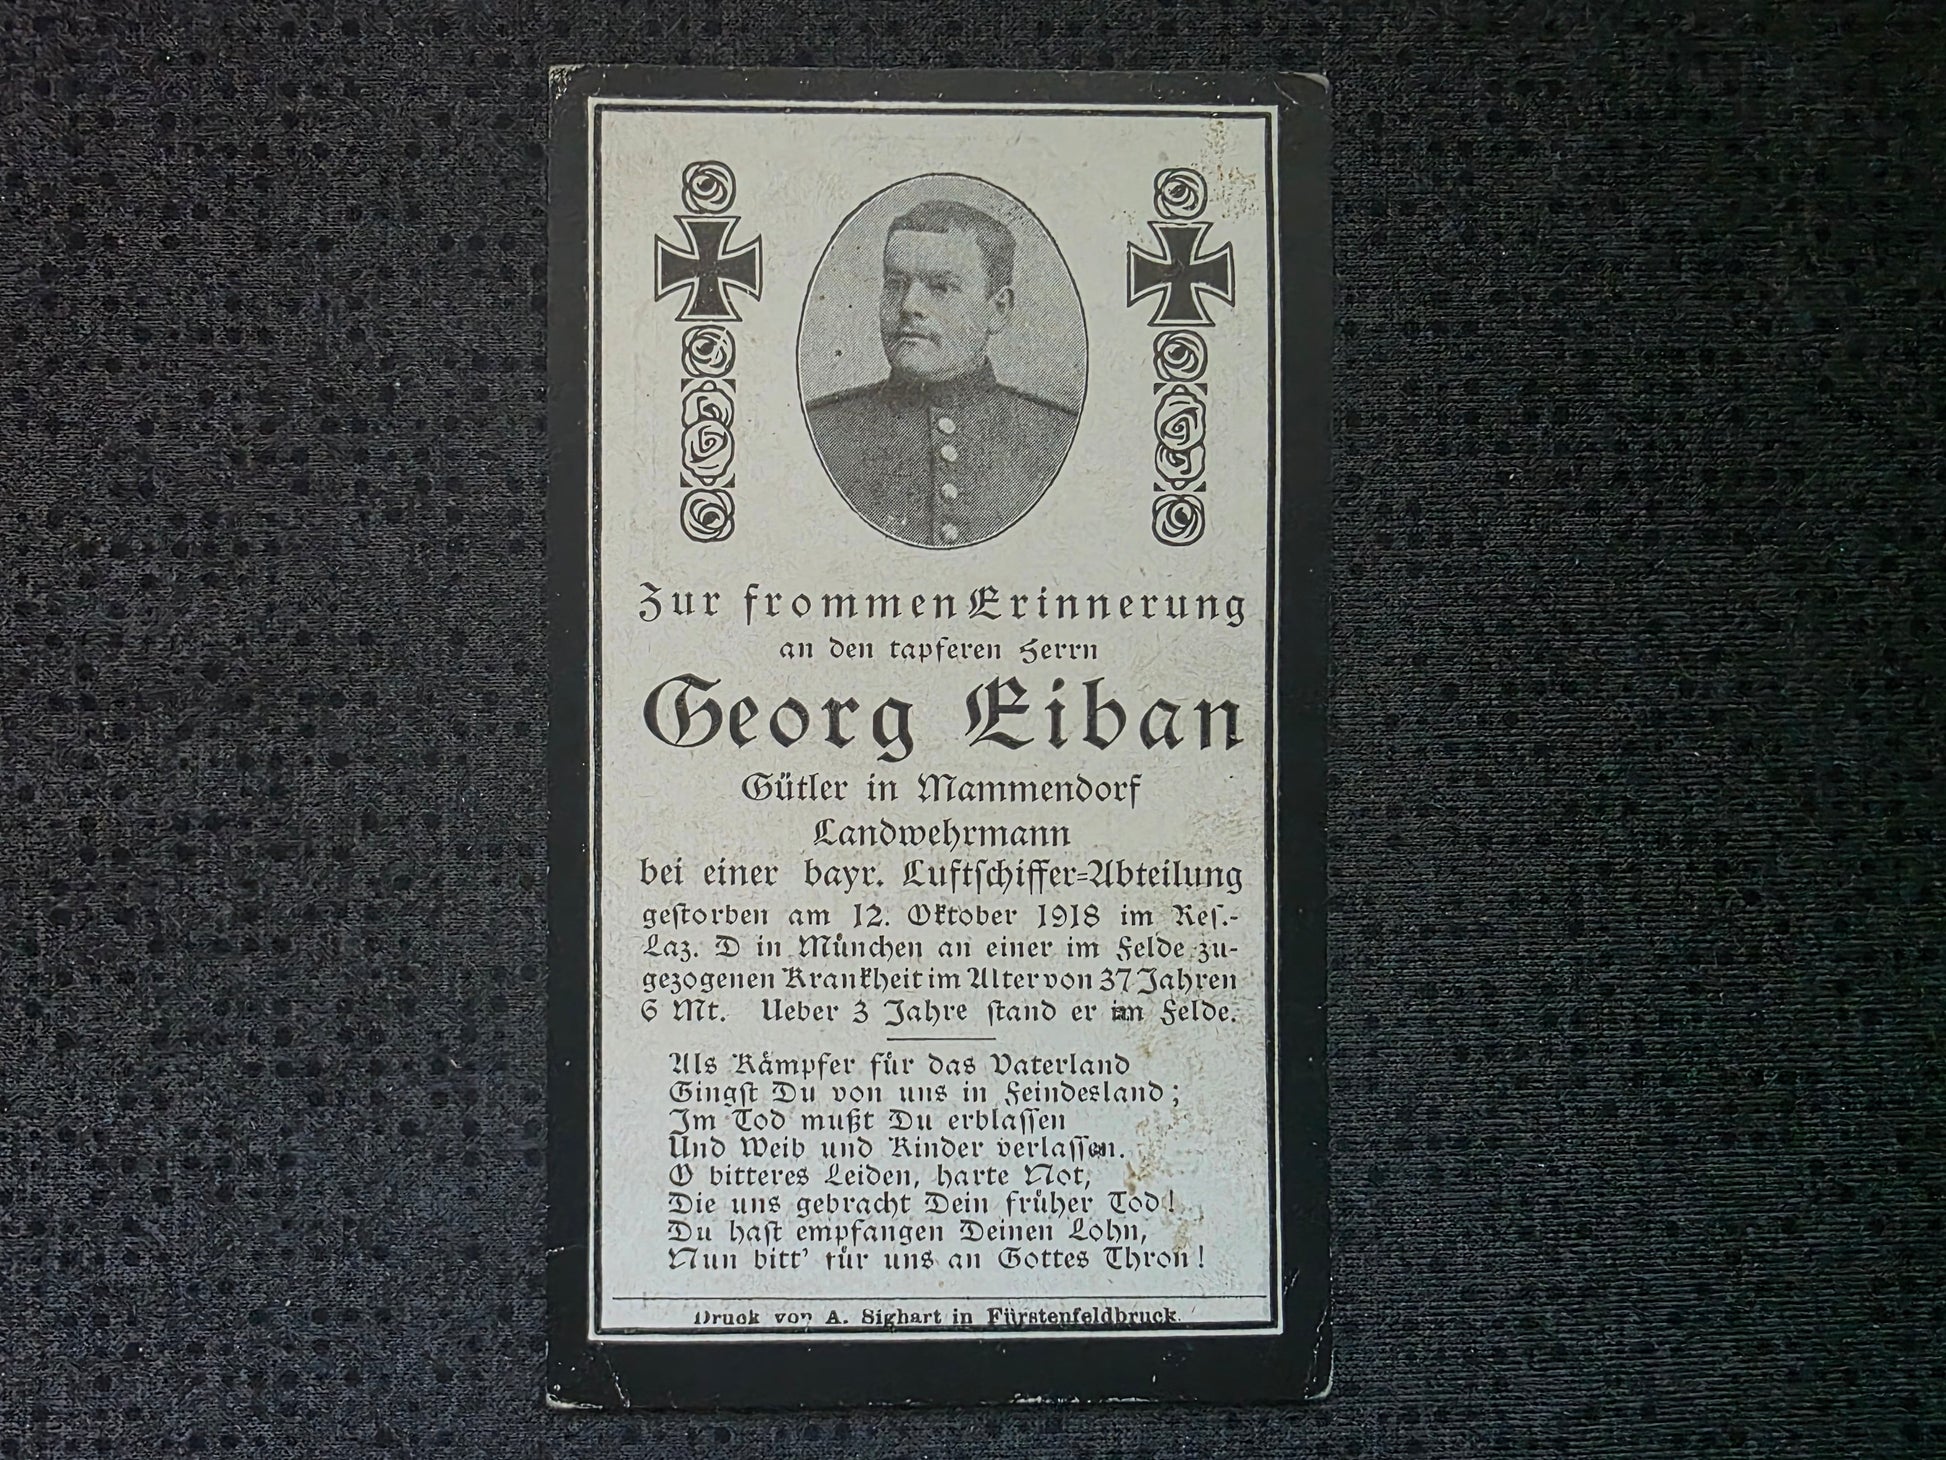 Zur frommen Erinnerung
an den tapferen Herrn
Georg Eiban
Gütler in Mammendorf
Landwehrmann
bei einer bayr. Luftschiffer=Abteilung
gestorben am 12. Oktober 1918 im Res.-
Laz. D in München an einer im Felde zu-
gezogenen Krankheit im Alter von 37 Jahren
6 Mt. Ueber 3 Jahre stand er im Felde.
Als Kämpfer für das Vaterland
Gingst Du von uns in Feindesland;
Im Tod mußt Du erblassen
Und Weib und Kinder verlassen.
O bitteres Leiden, harte Not,
Die uns gebracht Dein früher Tod!
Du hast empfangen Deinen Lohn,
Nun bitt' für uns an Gottes Thron!
Druck von A. Sighart in Fürstenfeldbruck.